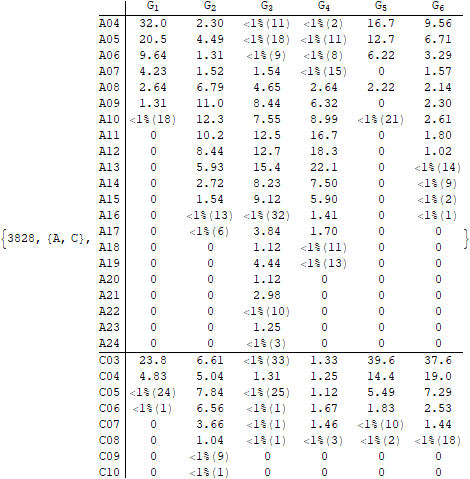 G1 G2 G3 G4 G5 G6
A04 32.0 2.30 <1%(11) <1%(2) 16.7 9.56
A05 20.5 4.49 <1%(18) <1%(11) 12.7 6.71
A06 9.64 1.31 <1%(9) <1%(8) 6.22 3.29
A07 4.23 1.52 1.54 <1%(15) 0 1.57
A08 2.64 6.79 4.65 2.64 2.22 2.14
A09 1.31 11.0 8.44 6.32 0 2.30
A10 <1%(18) 12.3 7.55 8.99 <1%(21) 2.61
A11 0 10.2 12.5 16.7 0 1.80
A12 0 8.44 12.7 18.3 0 1.02
A13 0 5.93 15.4 22.1 0 <1%(14)
A14 0 2.72 8.23 7.50 0 <1%(9)
A15 0 1.54 9.12 5.90 0 <1%(2)
A16 0 <1%(13) <1%(32) 1.41 0 <1%(1)
{3828, {A, C}, A17 0 <1%(6) 3.84 1.70 0 0 }
A18 0 0 1.12 <1%(11) 0 0
A19 0 0 4.44 <1%(13) 0 0
A20 0 0 1.12 0 0 0
A21 0 0 2.98 0 0 0
A22 0 0 <1%(10) 0 0 0
A23 0 0 1.25 0 0 0
A24 0 0 <1%(3) 0 0 0
C03 23.8 6.61 <1%(33) 1.33 39.6 37.6
C04 4.83 5.04 1.31 1.25 14.4 19.0
C05 <1%(24) 7.84 <1%(25) 1.12 5.49 7.29
C06 <1%(1) 6.56 <1%(1) 1.67 1.83 2.53
C07 0 3.66 <1%(1) 1.46 <1%(10) 1.44
C08 0 1.04 <1%(1) <1%(3) <1%(2) <1%(18)
C09 0 <1%(9) 0 0 0 0
C10 0 <1%(1) 0 0 0 0